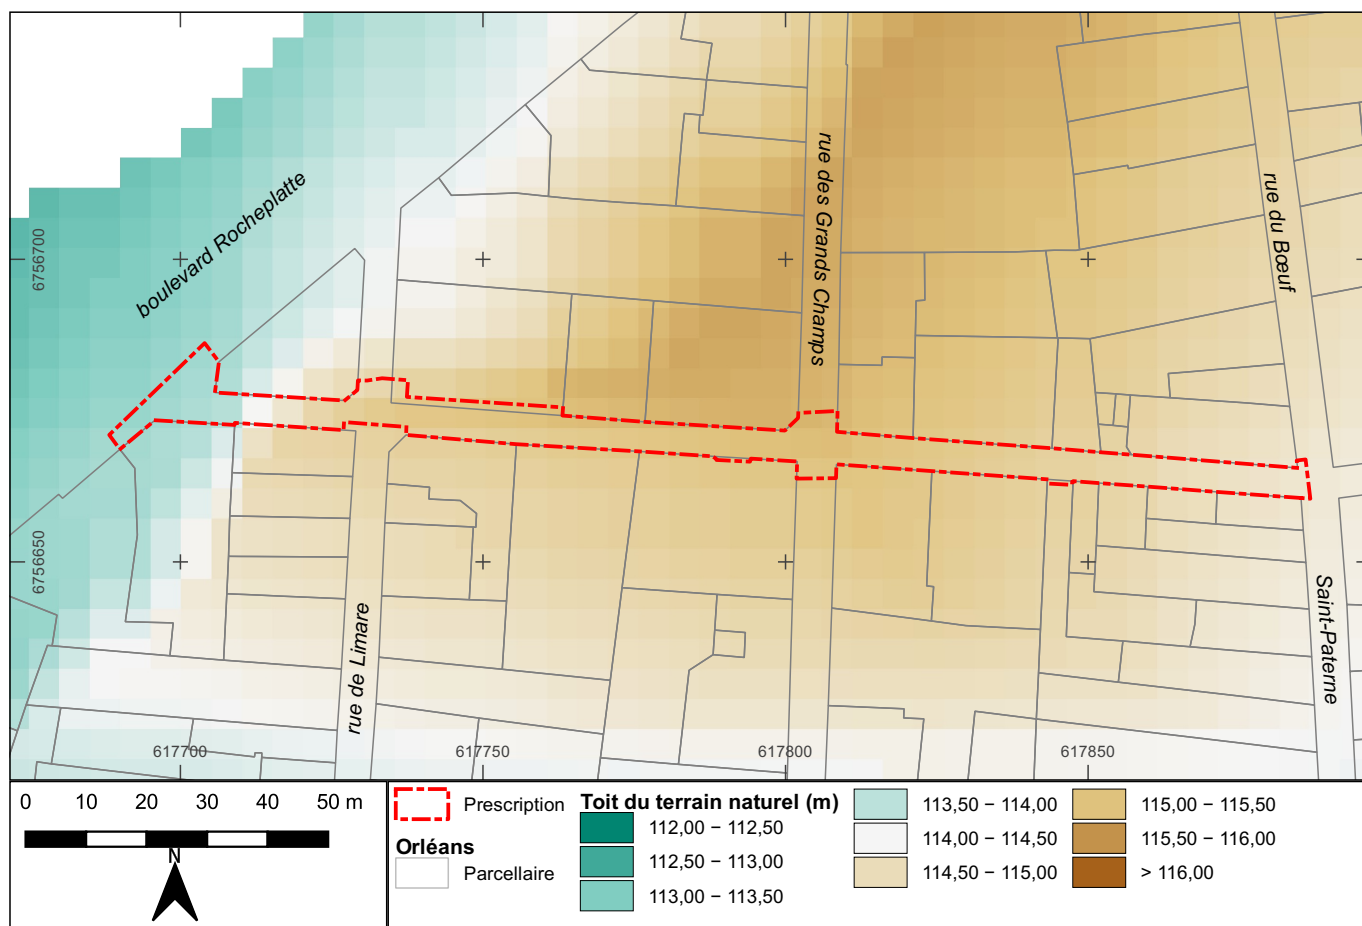 boulevard Rocheplatte
rue des Grands Champs
rue du Bœuf
6756700
6756650
rue de Limare
Saint-Paterne
617700
617750
617800
617850
0 10 20 30 40 50 m
N
Prescription
Orléans
Parcellaire
Toit du terrain naturel (m)
112,00 − 112,50
112,50 − 113,00
113,00 − 113,50
113,50 − 114,00
114,00 − 114,50
114,50 − 115,00
115,00 − 115,50
115,50 − 116,00
> 116,00